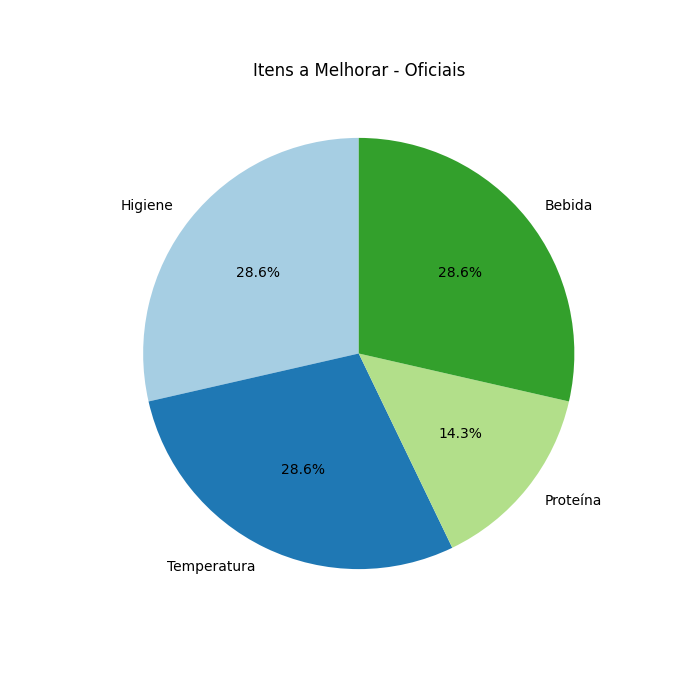 Itens a Melhorar - Oficiais
Higiene
Bebida
28.6%
28.6%
14.3%
28.6%
Proteína
Temperatura